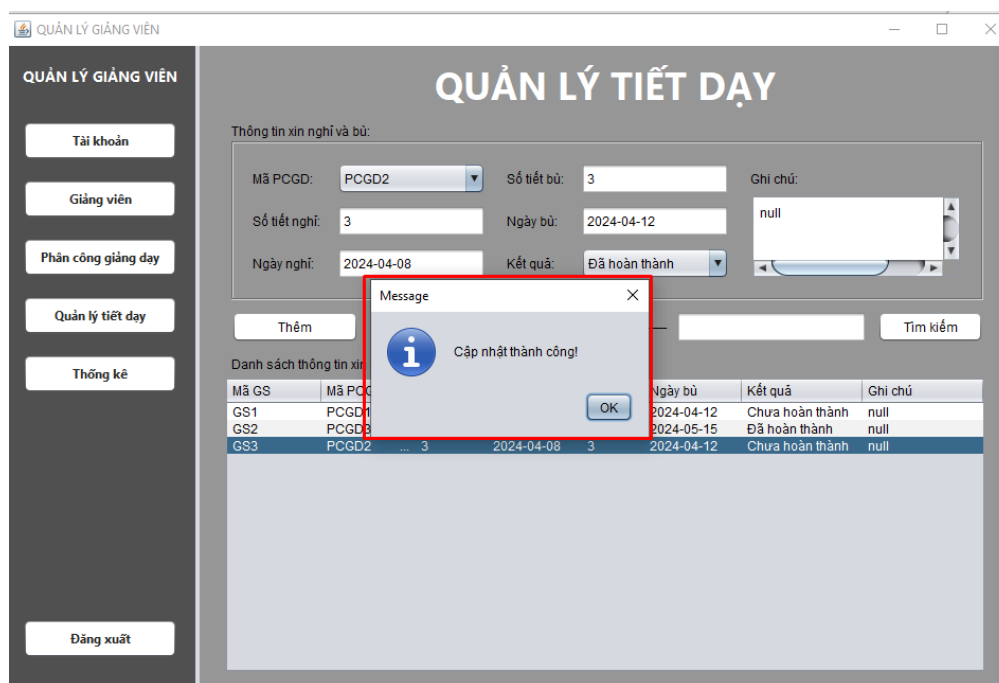 QUẢN LÝ GIẢNG VIÊN
QUẢN LÝ GIẢNG VIÊN
Tài khoản
Giảng viên
Phân công giảng dạy
Quản lý tiết dạy
Thống kê
Đăng xuất
QUẢN LÝ TIẾT DẠY
Thông tin xin nghỉ và bù:
Mã PCGD: PCGD2 Số tiết bù: 3 Ghi chú:
null
Số tiết nghỉ: 3 Ngày bù: 2024-04-12
Ngày nghỉ: 2024-04-08 Kết quả: Đã hoàn thành
Message
Cập nhật thành công!
OK
Thêm Tìm kiếm
Danh sách thông tin
Mã GS Ngày bù Kết quả Ghi chú
GS1 PCGD1 2024-04-12 Chưa hoàn thành null
GS2 PCGD3 2024-05-15 Đã hoàn thành null
GS3 PCGD2 ... 3 2024-04-08 3 2024-04-12 Chưa hoàn thành null